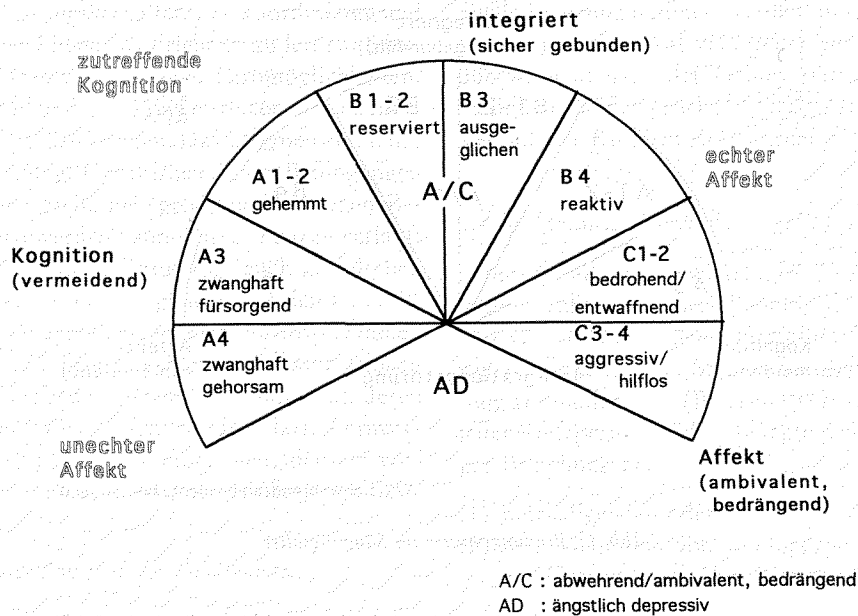 integriert
(sicher gebunden)
zutreffende
Kognition
B 1-2
reserviert
B 3
ausge-
glichen
echter
Affekt
A 1-2
gehemmt
A/C
B 4
reaktiv
Kognition
(vermeidend)
A3
zwanghaft
fürsorgend
C1-2
bedrohend/
entwaffnend
A4
zwanghaft
gehorsam
AD
C3-4
aggressiv/
hilflos
unechter
Affekt
Affekt
(ambivalent,
bedrängend)
A/C : abwehrend/ambivalent, bedrängend
AD : ängstlich depressiv